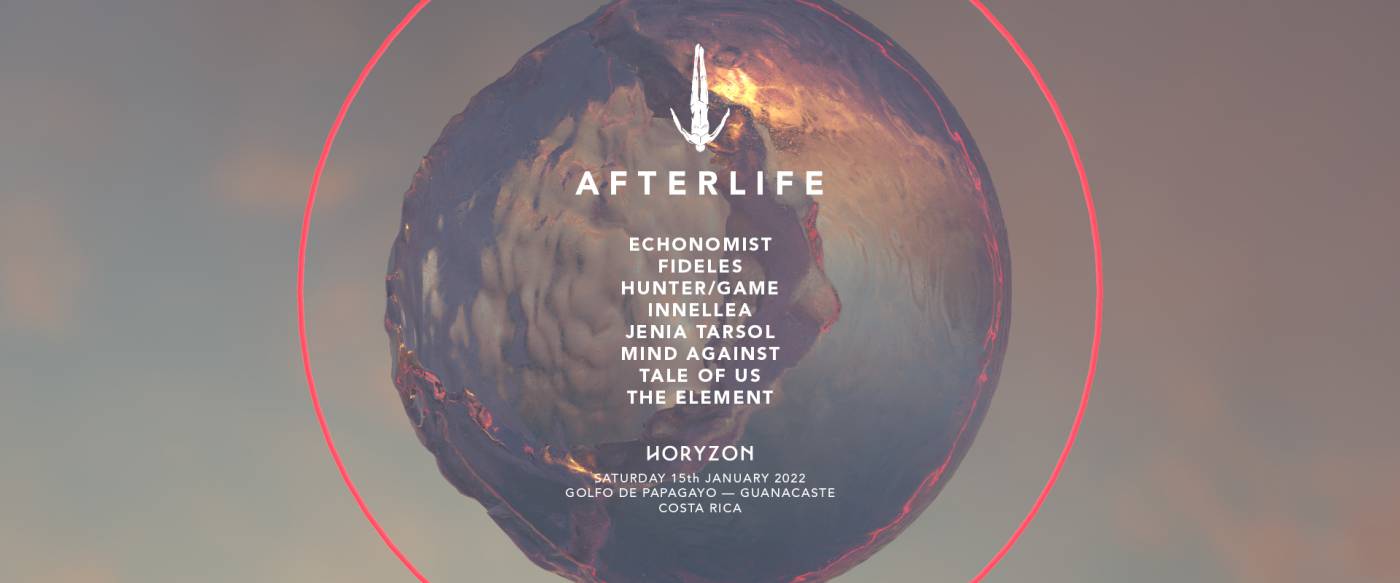 AFTERLIFE
ECHONOMIST
FIDELES
HUNTER/GAME
INNELLEA
JENIA TARSOL
MIND AGAINST
TALE OF US
THE ELEMENT
HORYZON
SATURDAY 15th JANUARY 2022
GOLFO DE PAPAGAYO — GUANACASTE
COSTA RICA